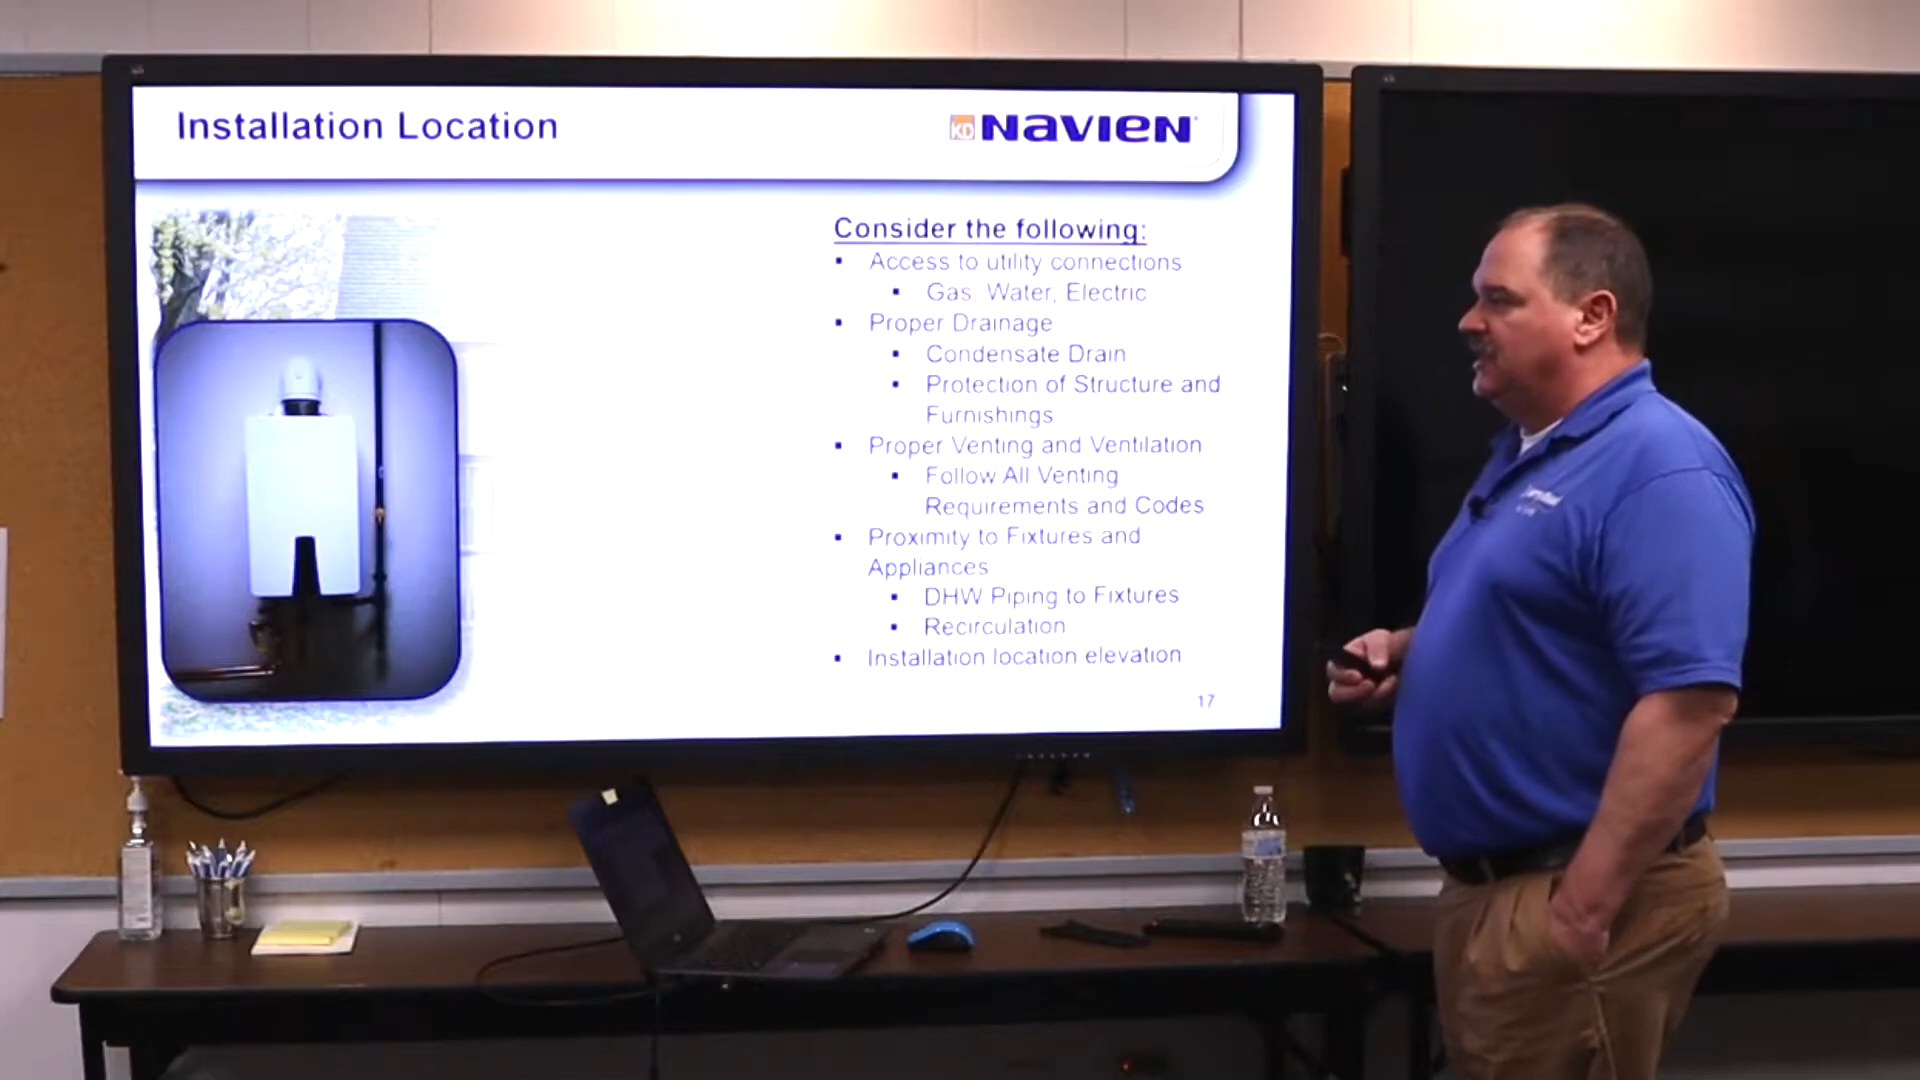 Installation Location
KD NAVIEN
Consider the following:
Access to utility connections
Gas, Water, Electric
Proper Drainage
Condensate Drain
Protection of Structure and
Furnishings
Proper Venting and Ventilation
Follow All Venting
Requirements and Codes
Proximity to Fixtures and
Appliances
DHW Piping to Fixtures
Recirculation
Installation location elevation
17